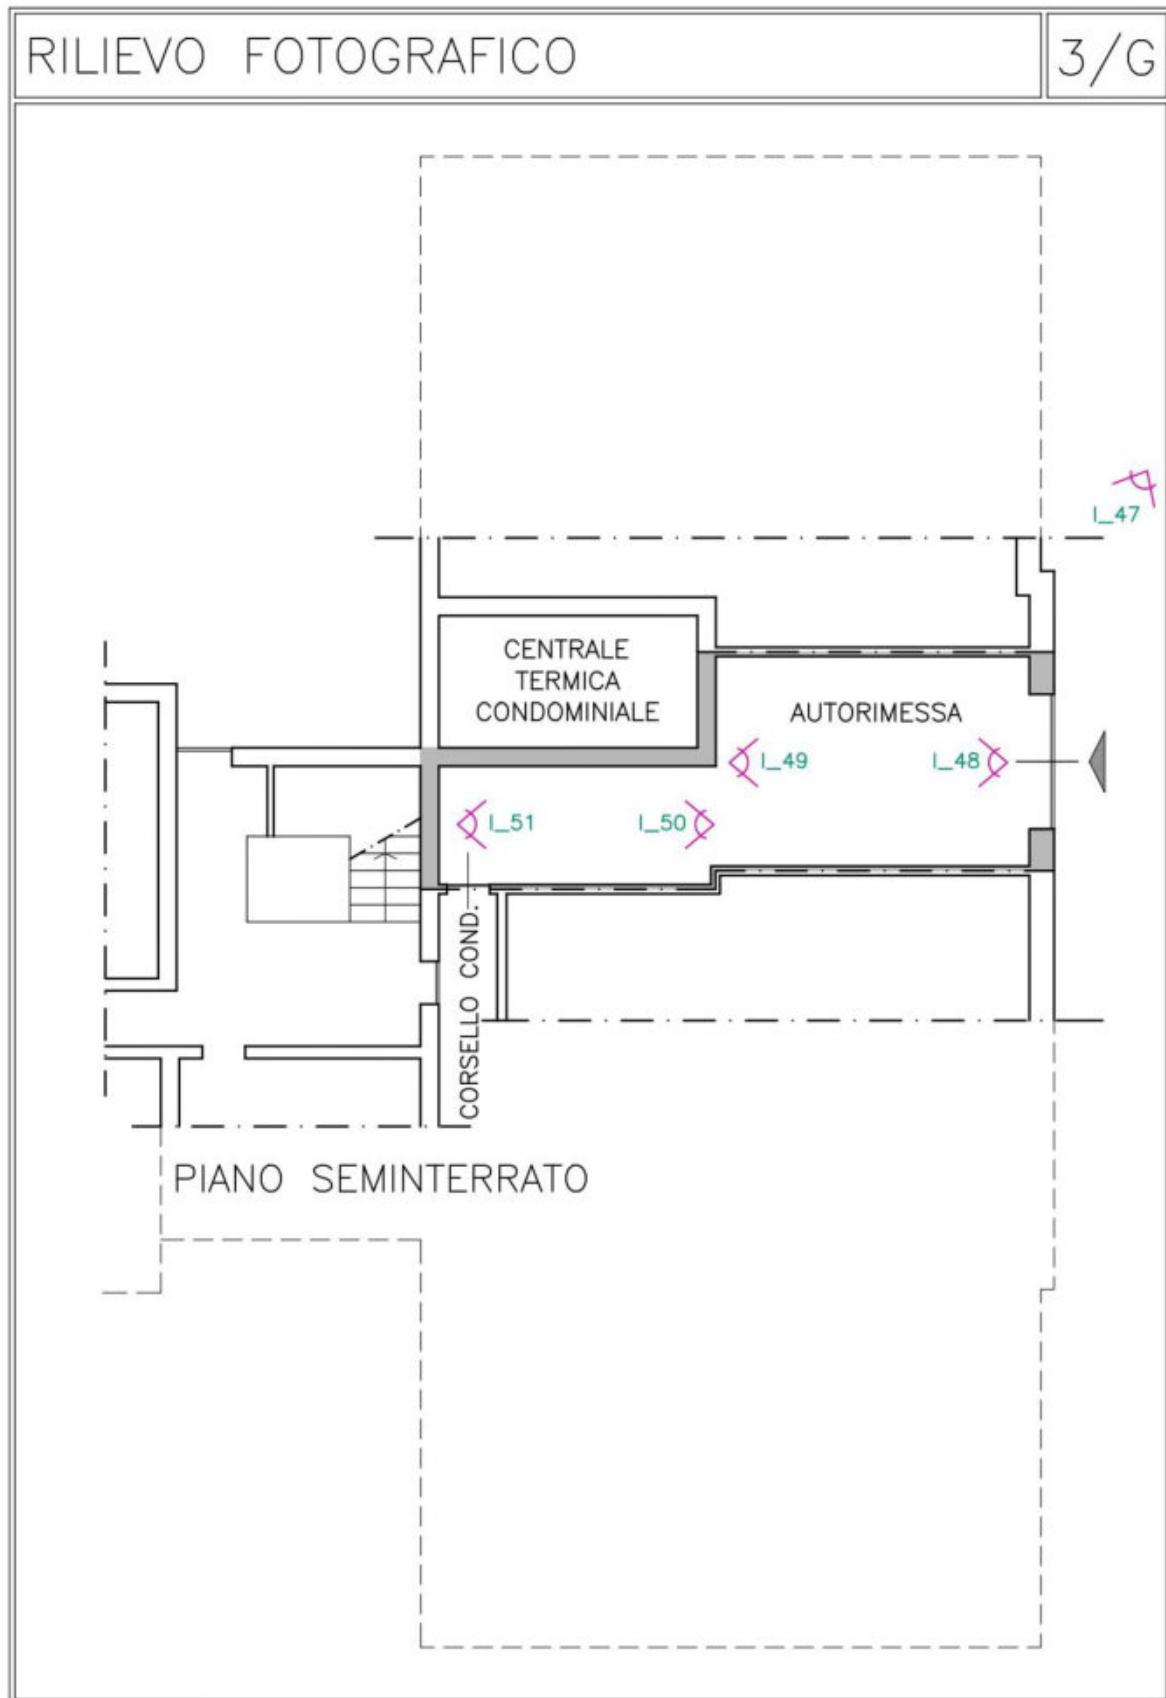 RILIEVO FOTOGRAFICO
3/G
I_47
CENTRALE
TERMICA
CONDOMINIALE
AUTORIMESSA
I_49
I_48
I_51
I_50
CORSELLO COND.
PIANO SEMINTERRATO